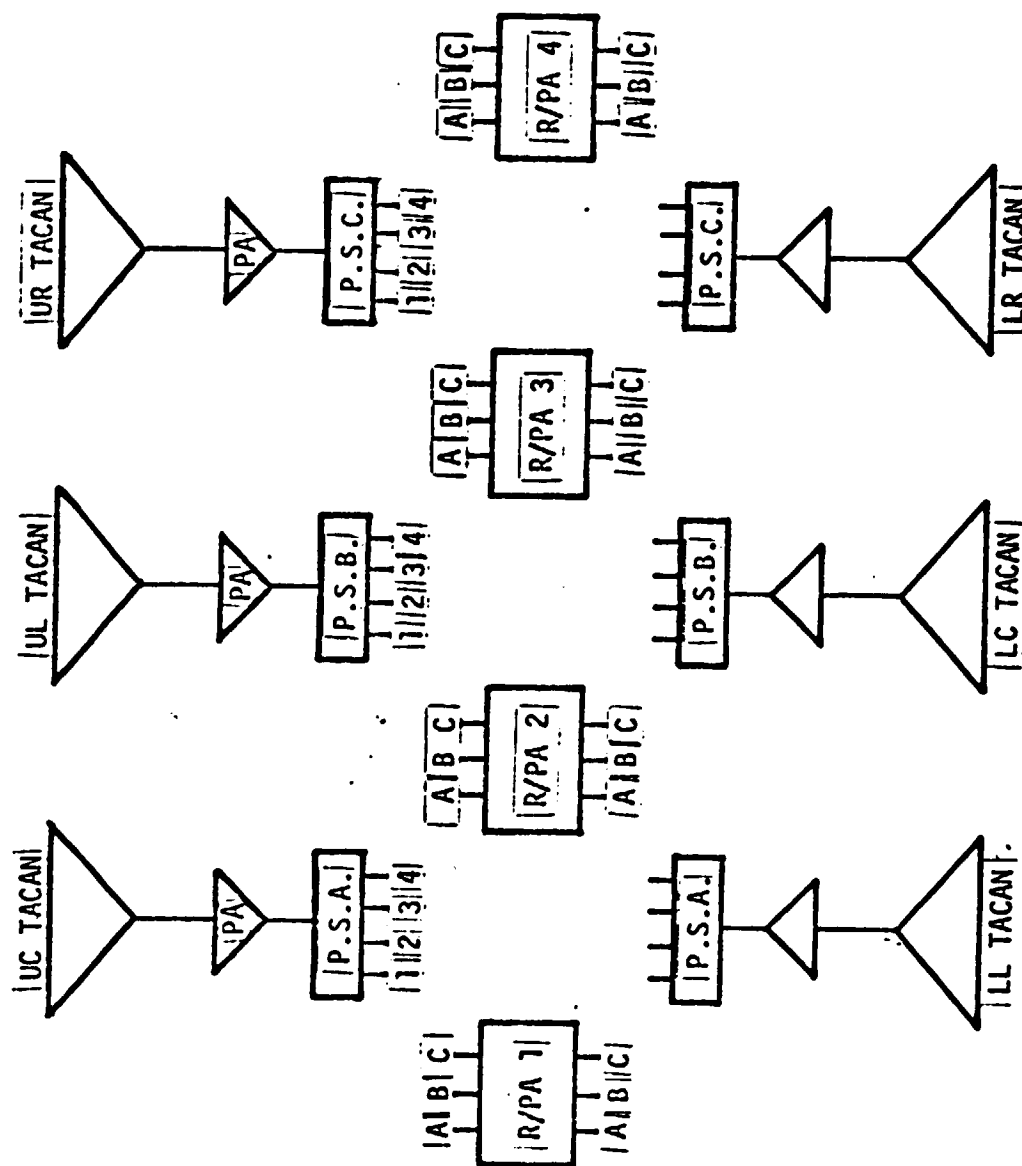 UC TACAN
UL TACAN
UR TACAN
PA
PA
PA
P.S.A.
P.S.B.
P.S.C.
1 2 3 4
1 2 3 4
1 2 3 4
A B C
A B C
A B C
A B C
R/PA 1
R/PA 2
R/PA 3
R/PA 4
A B C
A B C
A B C
A B C
P.S.A.
P.S.B.
P.S.C.
LL TACAN
LC TACAN
LR TACAN